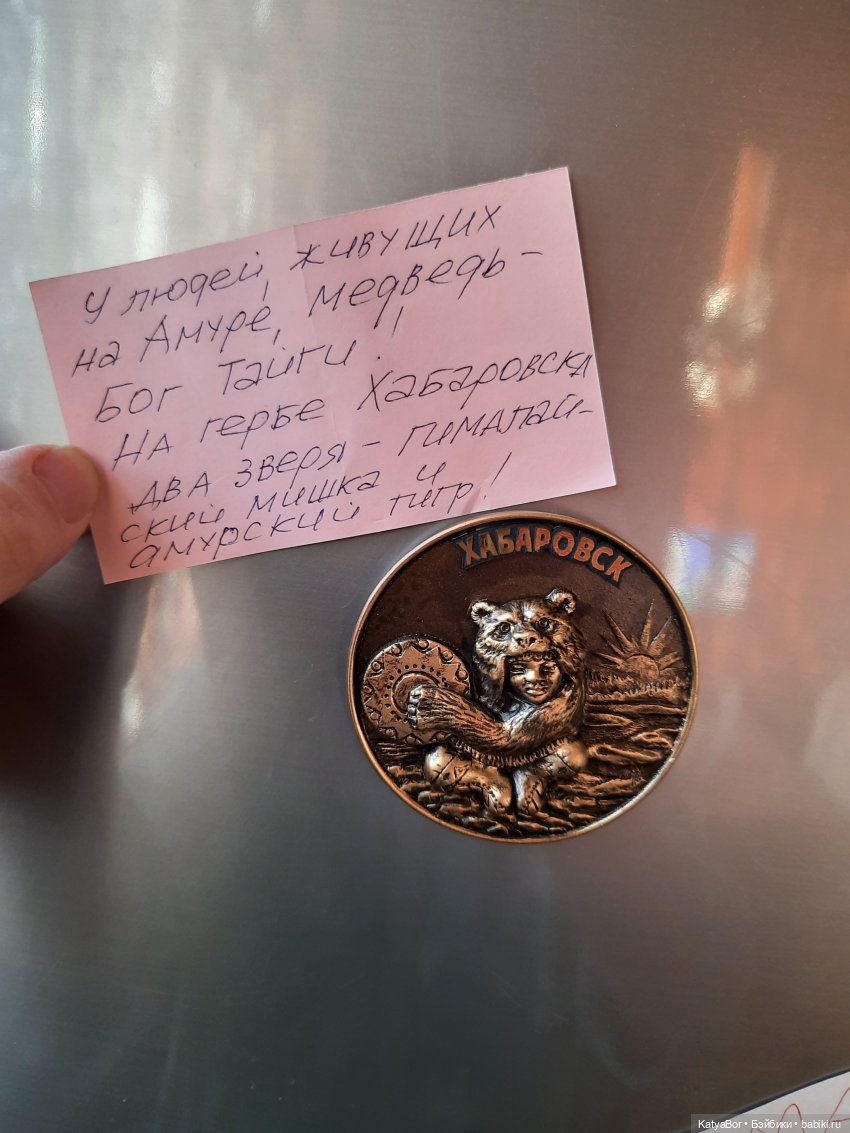 У людей, живущих
на Амуре, медведь -
Бог Тайги!
На гербе Хабаровска
два зверя - гималай-
ский мишка и
амурский тигр!
ХАБАРОВСК
KatyaBor • Бэйбики • babiki.ru